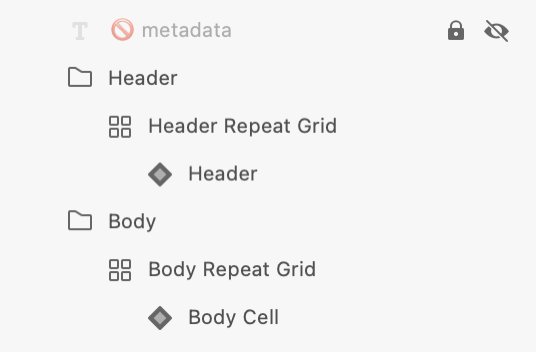 T 🚫 metadata
Header
Header Repeat Grid
Header
Body
Body Repeat Grid
Body Cell